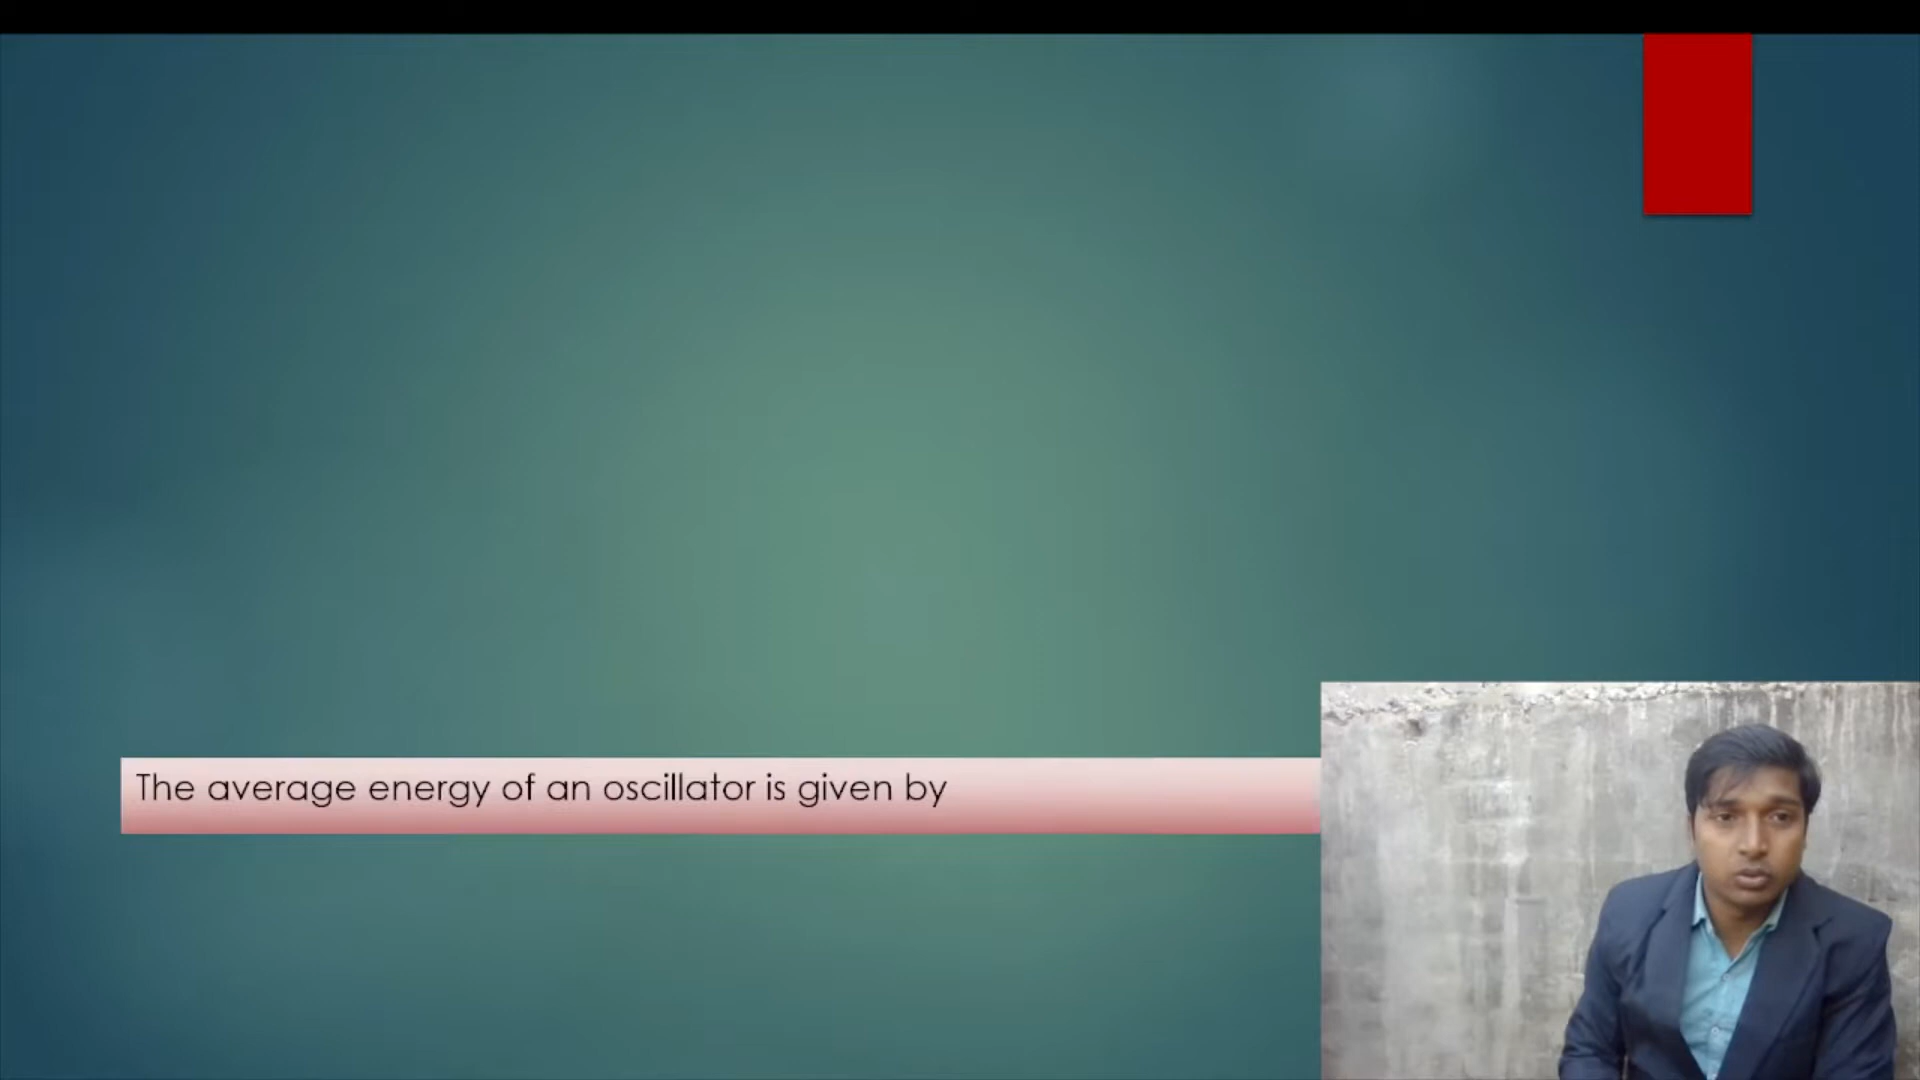 The average energy of an oscillator is given by